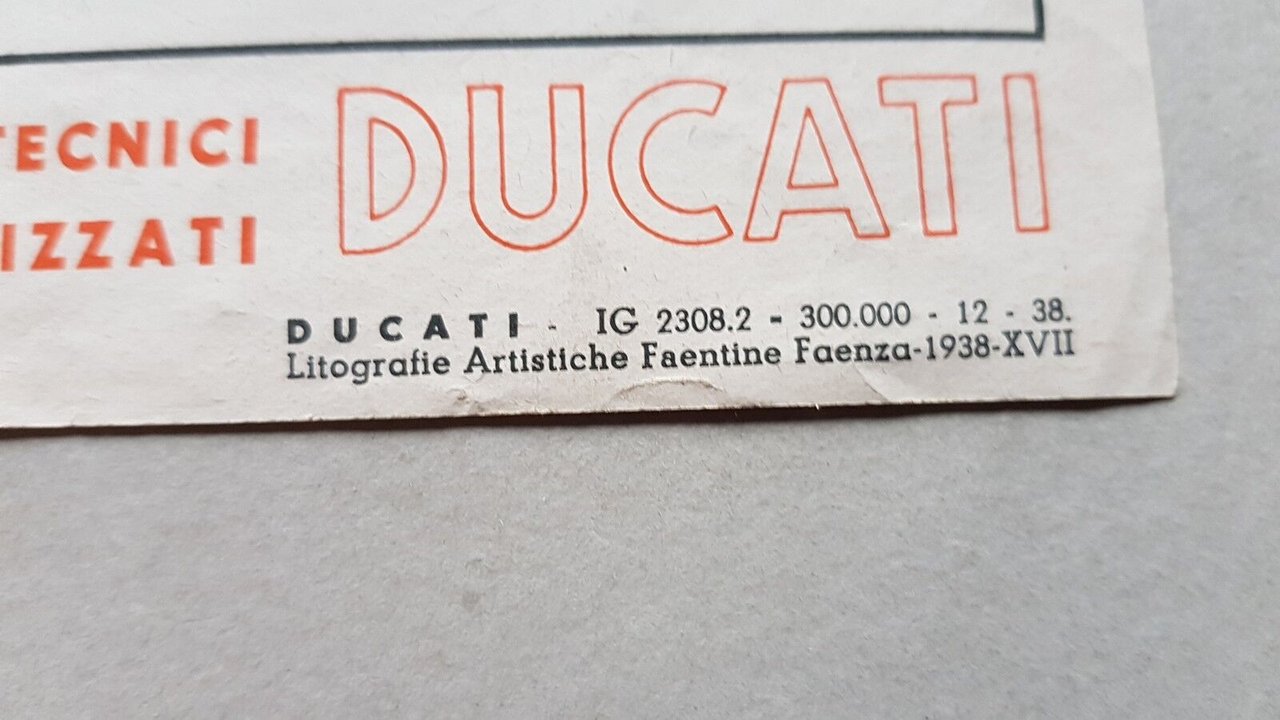 TECNICI
IZZATI
DUCATI
DUCATI - IG 2308.2 - 300.000 - 12 - 38.
Litografie Artistiche Faentine Faenza-1938-XVII